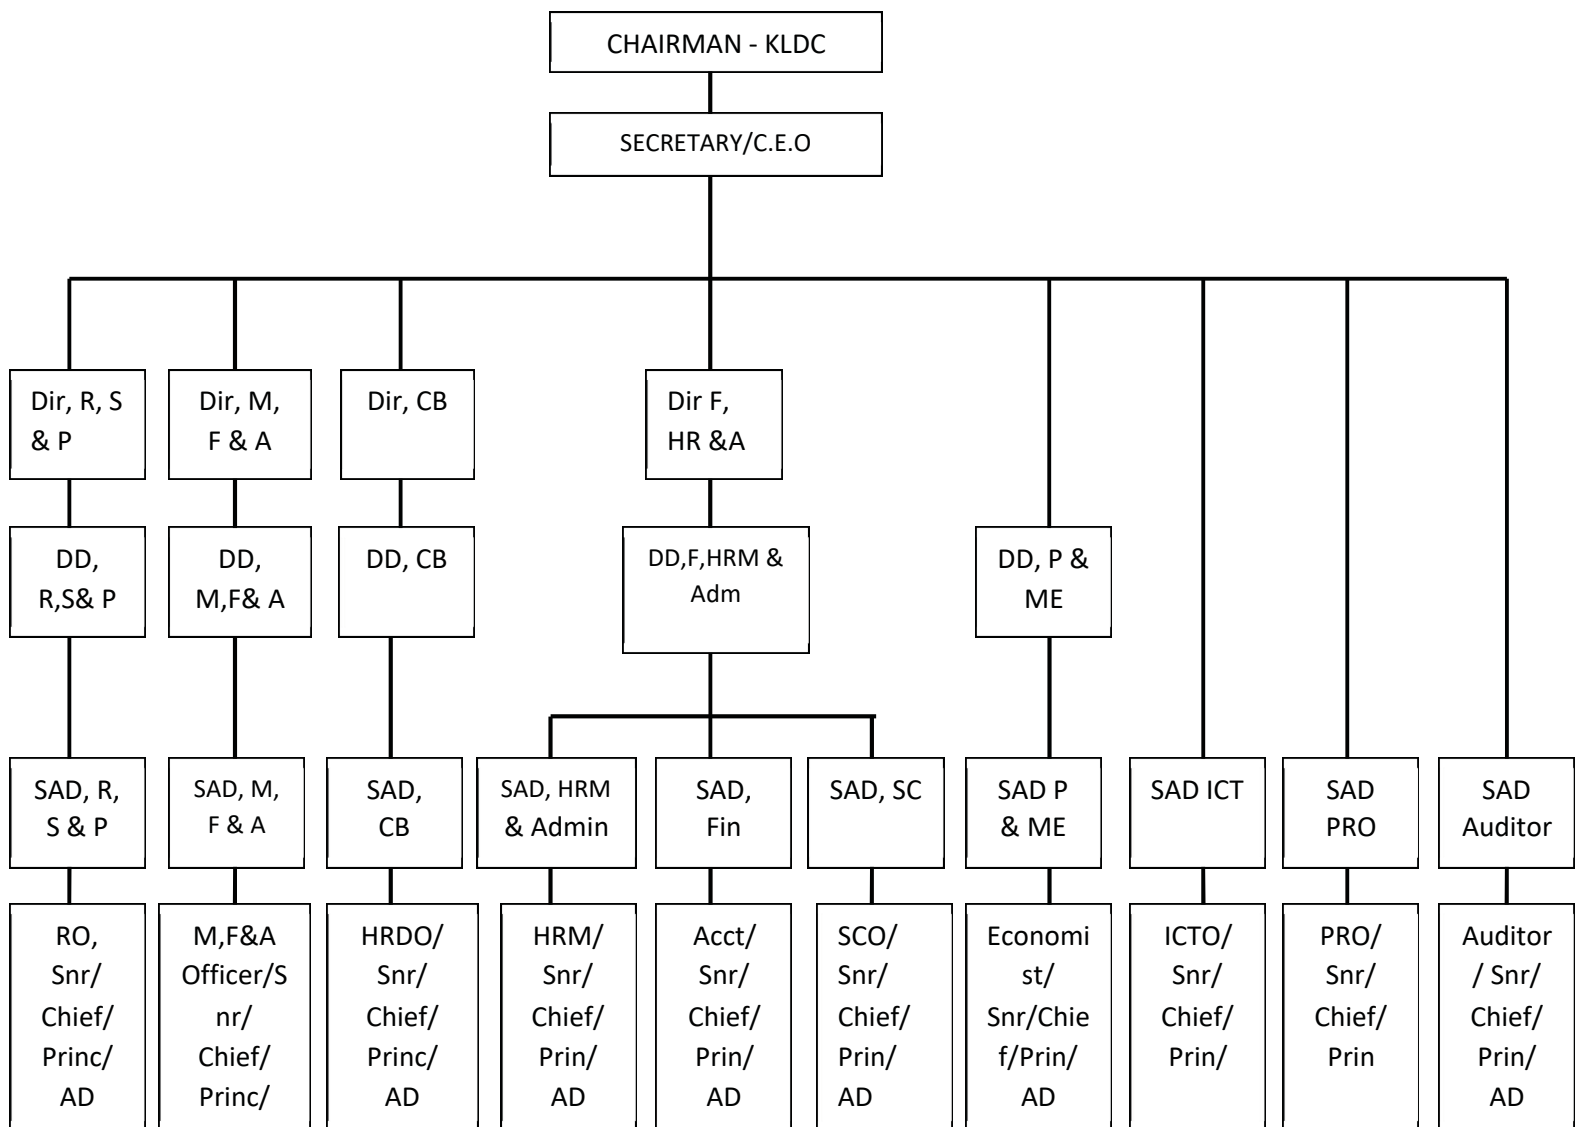 CHAIRMAN - KLDC
SECRETARY/C.E.O
Dir, R, S
& P
Dir, M,
F & A
Dir, CB
Dir F,
HR &A
DD,
R,S& P
DD,
M,F& A
DD, CB
DD,F,HRM &
Adm
DD, P &
ME
SAD, R,
S & P
SAD, M,
F & A
SAD,
CB
SAD, HRM
& Admin
SAD,
Fin
SAD, SC
SAD P
& ME
SAD ICT
SAD
PRO
SAD
Auditor
RO,
Snr/
Chief/
Princ/
AD
M,F&A
Officer/S
nr/
Chief/
Princ/
HRDO/
Snr/
Chief/
Princ/
AD
HRM/
Snr/
Chief/
Prin/
AD
Acct/
Snr/
Chief/
Prin/
AD
SCO/
Snr/
Chief/
Prin/
AD
Economi
st/
Snr/Chie
f/Prin/
AD
ICTO/
Snr/
Chief/
Prin/
PRO/
Snr/
Chief/
Prin
Auditor
/ Snr/
Chief/
Prin/
AD